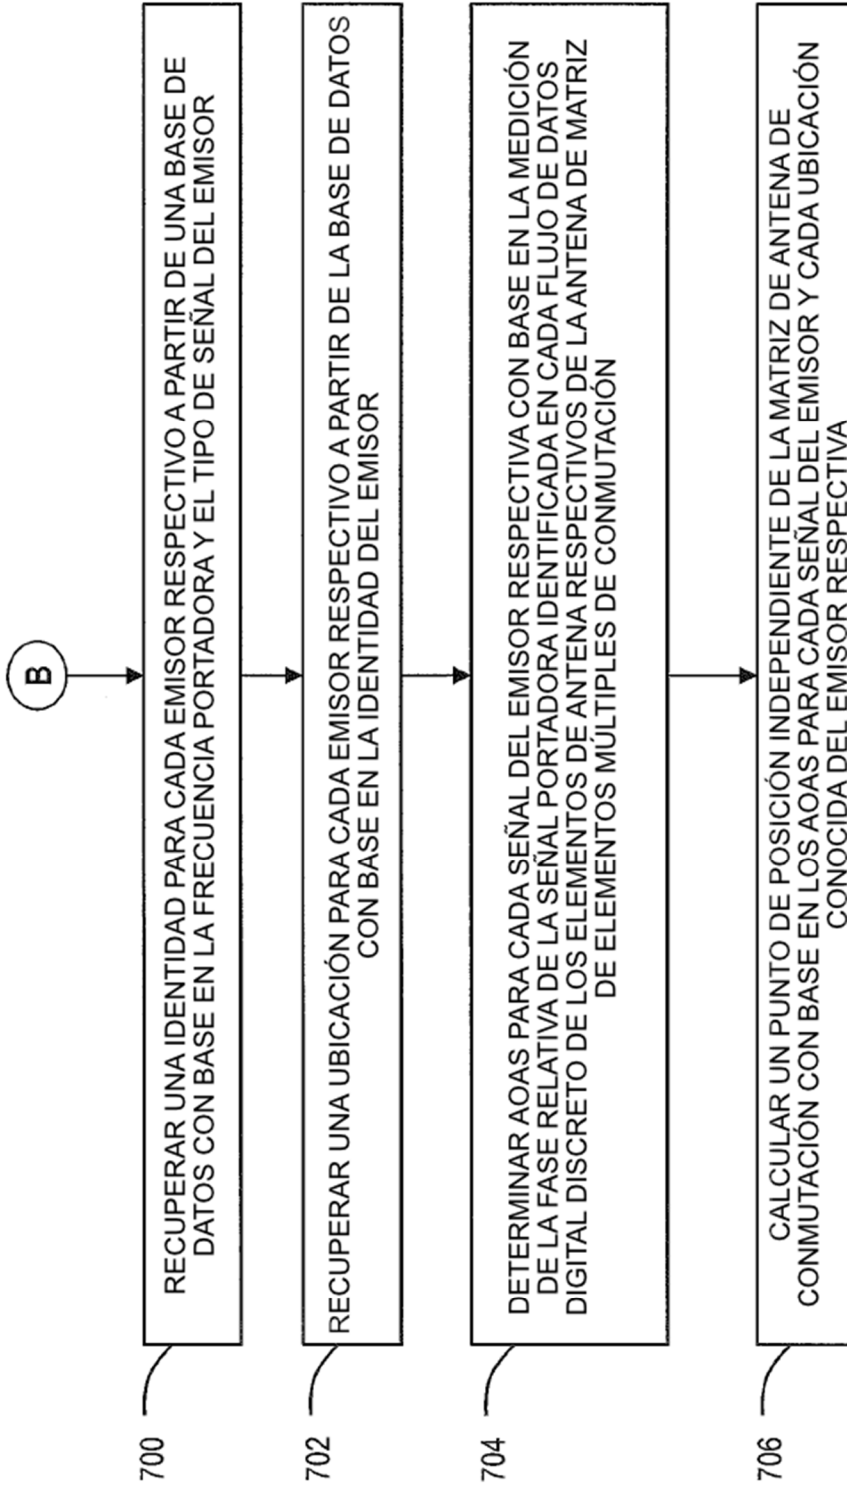 B
700
RECUPERAR UNA IDENTIDAD PARA CADA EMISOR RESPECTIVO A PARTIR DE UNA BASE DE
DATOS CON BASE EN LA FRECUENCIA PORTADORA Y EL TIPO DE SEÑAL DEL EMISOR
702
RECUPERAR UNA UBICACIÓN PARA CADA EMISOR RESPECTIVO A PARTIR DE LA BASE DE DATOS
CON BASE EN LA IDENTIDAD DEL EMISOR
704
DETERMINAR AOAS PARA CADA SEÑAL DEL EMISOR RESPECTIVA CON BASE EN LA MEDICIÓN
DE LA FASE RELATIVA DE LA SEÑAL PORTADORA IDENTIFICADA EN CADA FLUJO DE DATOS
DIGITAL DISCRETO DE LOS ELEMENTOS DE ANTENA RESPECTIVOS DE LA ANTENA DE MATRIZ
DE ELEMENTOS MÚLTIPLES DE CONMUTACIÓN
706
CALCULAR UN PUNTO DE POSICIÓN INDEPENDIENTE DE LA MATRIZ DE ANTENA DE
CONMUTACIÓN CON BASE EN LOS AOAS PARA CADA SEÑAL DEL EMISOR Y CADA UBICACIÓN
CONOCIDA DEL EMISOR RESPECTIVA